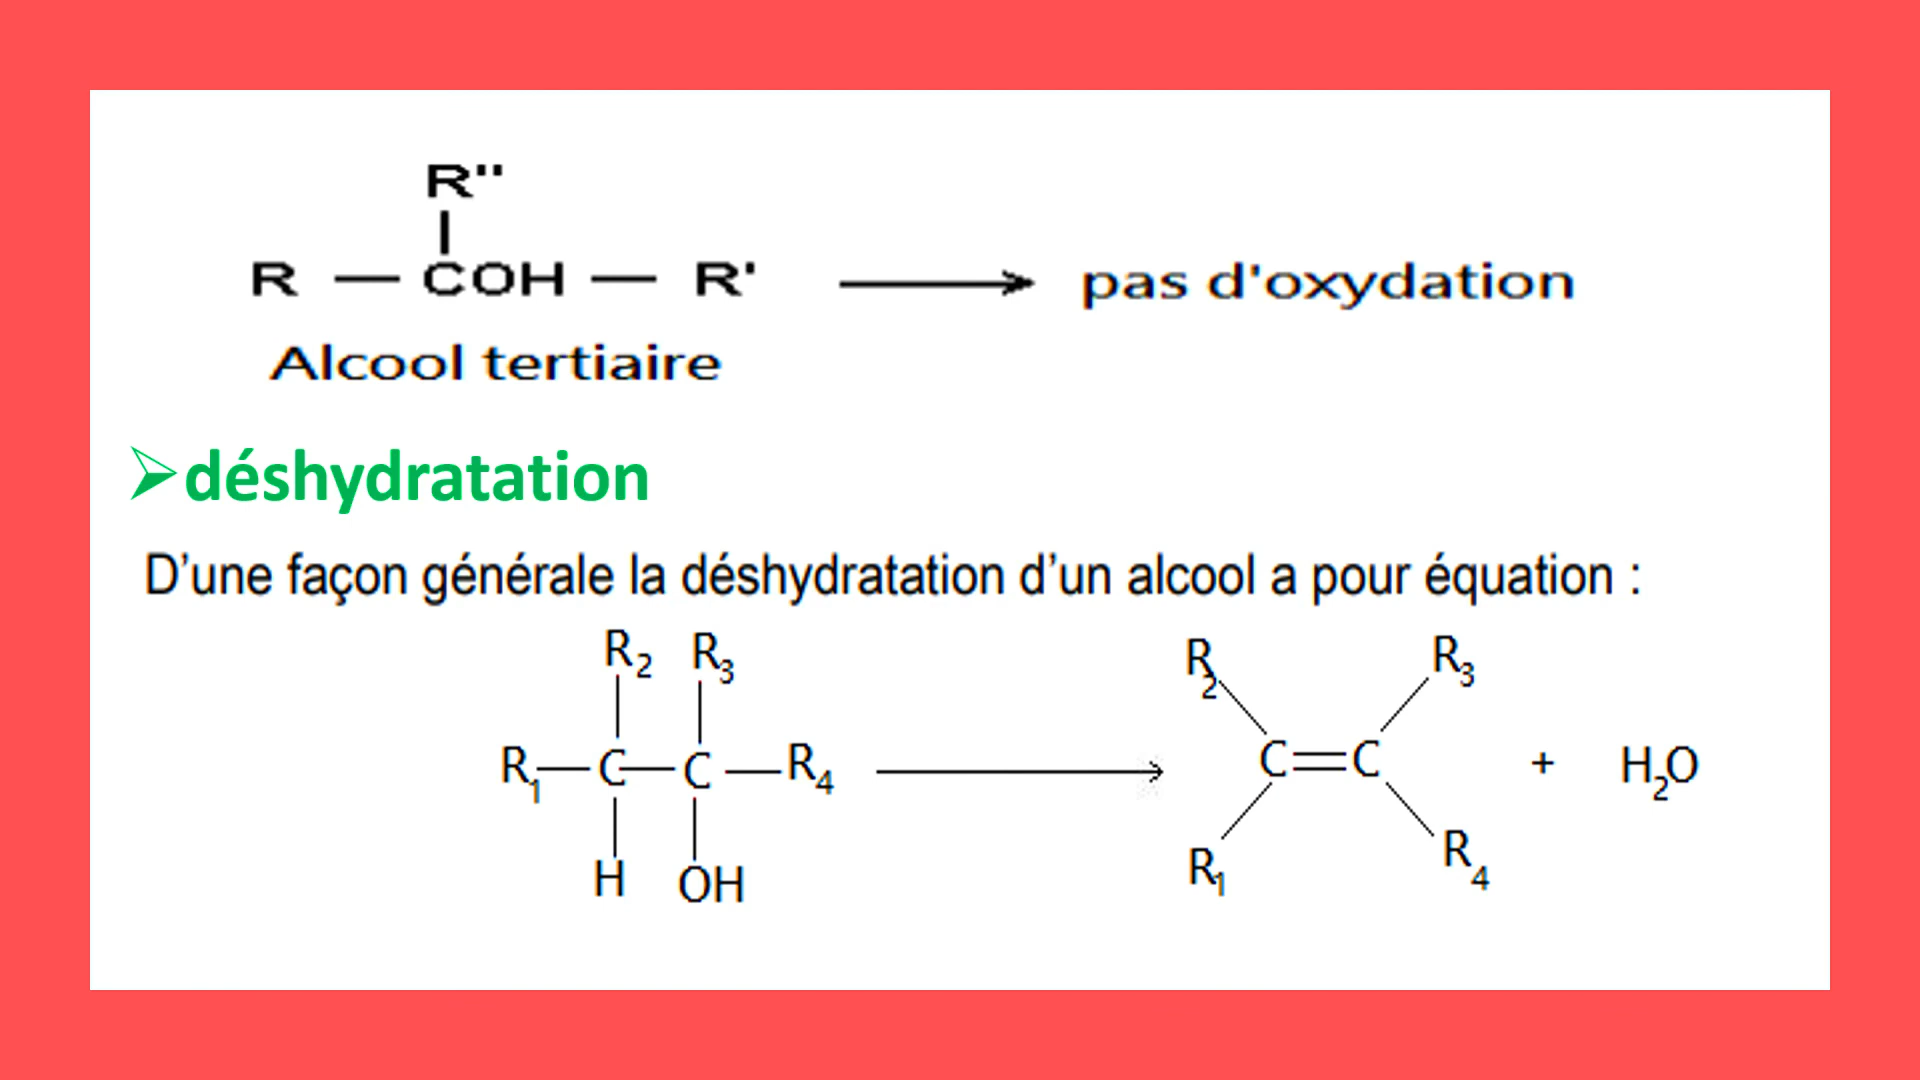 R"
R — COH — R' → pas d'oxydation
Alcool tertiaire
➢déshydratation
D'une façon générale la déshydratation d'un alcool a pour équation :
R₂ R₃ R₂ R₃
R₁—C—C—R₄ → C=C + H₂O
H OH R₁ R₄